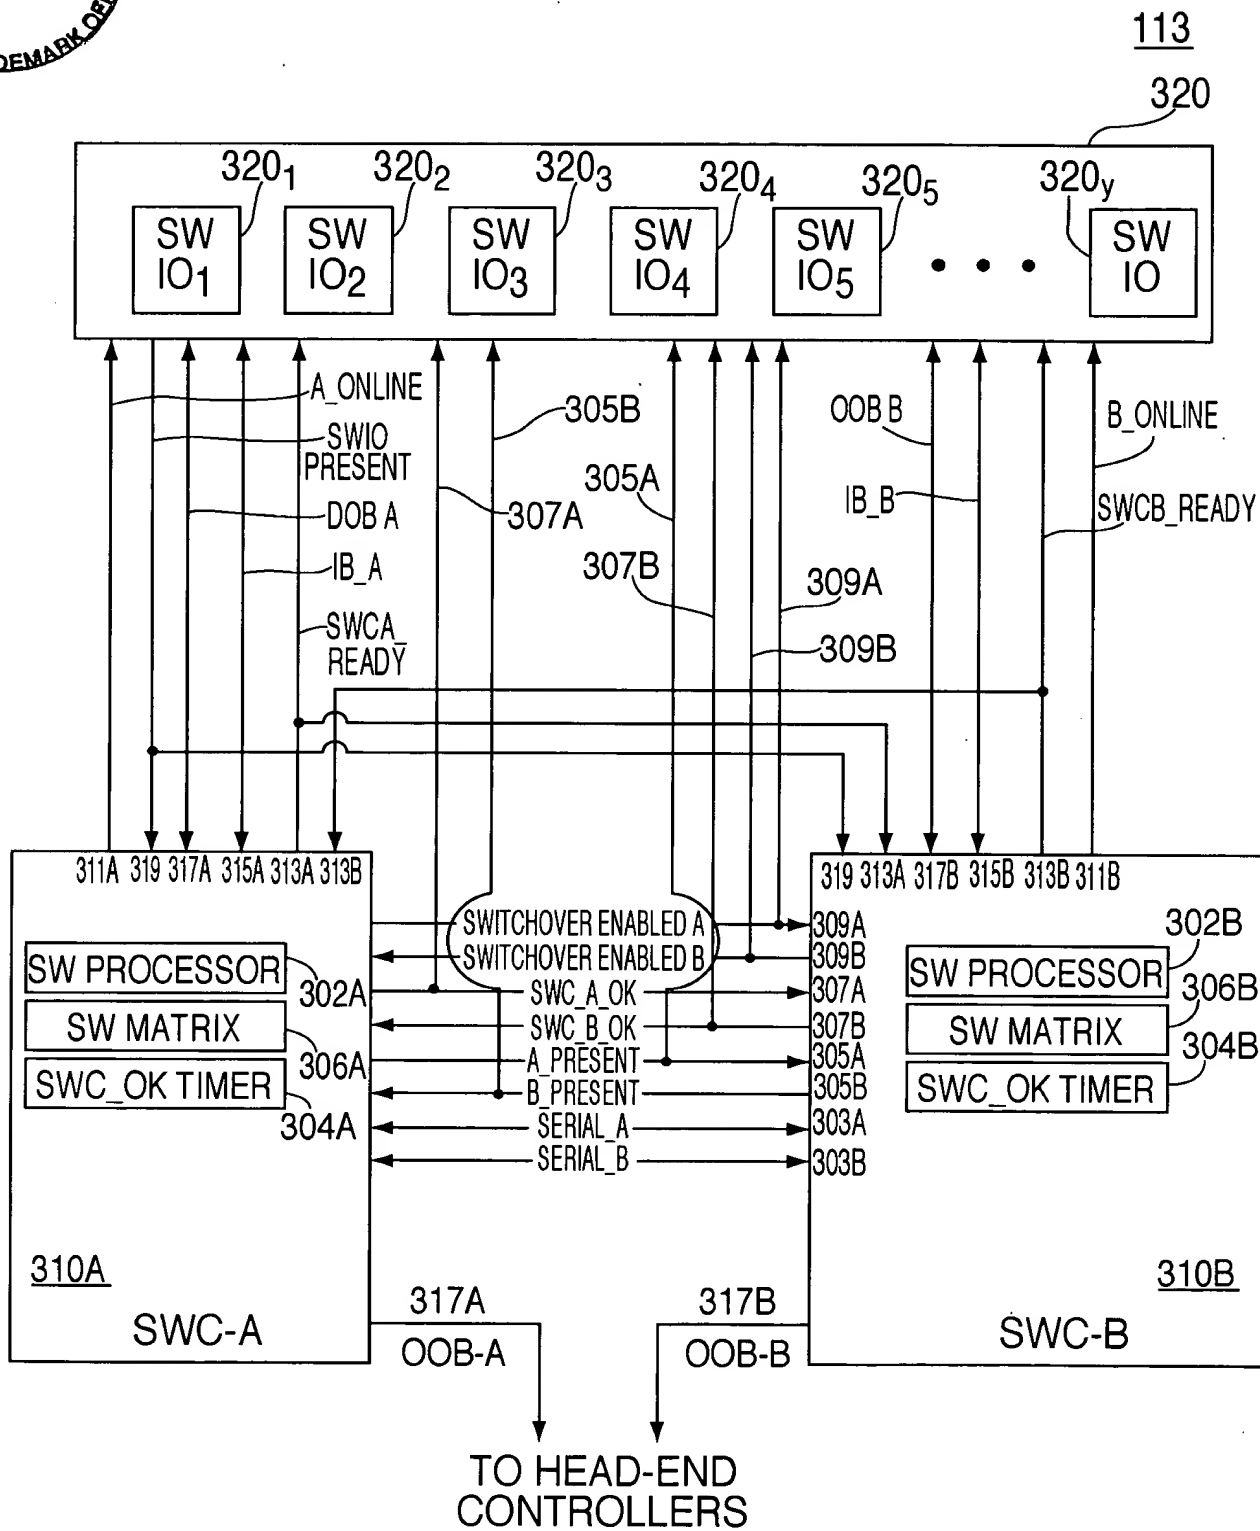 DEMARK OF
113
320
320₁ 320₂ 320₃ 320₄ 320₅ 320y
SW IO₁
SW IO₂
SW IO₃
SW IO₄
SW IO₅
SW IO
A_ONLINE
SWIO PRESENT
DOB A
IB_A
SWCA_READY
305B
307A
305A
307B
309A
309B
OOB B
IB_B
B_ONLINE
SWCB_READY
311A 319 317A 315A 313A 313B
319 313A 317B 315B 313B 311B
SWITCHOVER ENABLED A 309A
SWITCHOVER ENABLED B 309B
SWC_A_OK 307A
SWC_B_OK 307B
A_PRESENT 305A
B_PRESENT 305B
SERIAL_A 303A
SERIAL_B 303B
SW PROCESSOR 302A
SW MATRIX 306A
SWC_OK TIMER 304A
SW PROCESSOR 302B
SW MATRIX 306B
SWC_OK TIMER 304B
310A
SWC-A
310B
SWC-B
317A
OOB-A
317B
OOB-B
TO HEAD-END
CONTROLLERS